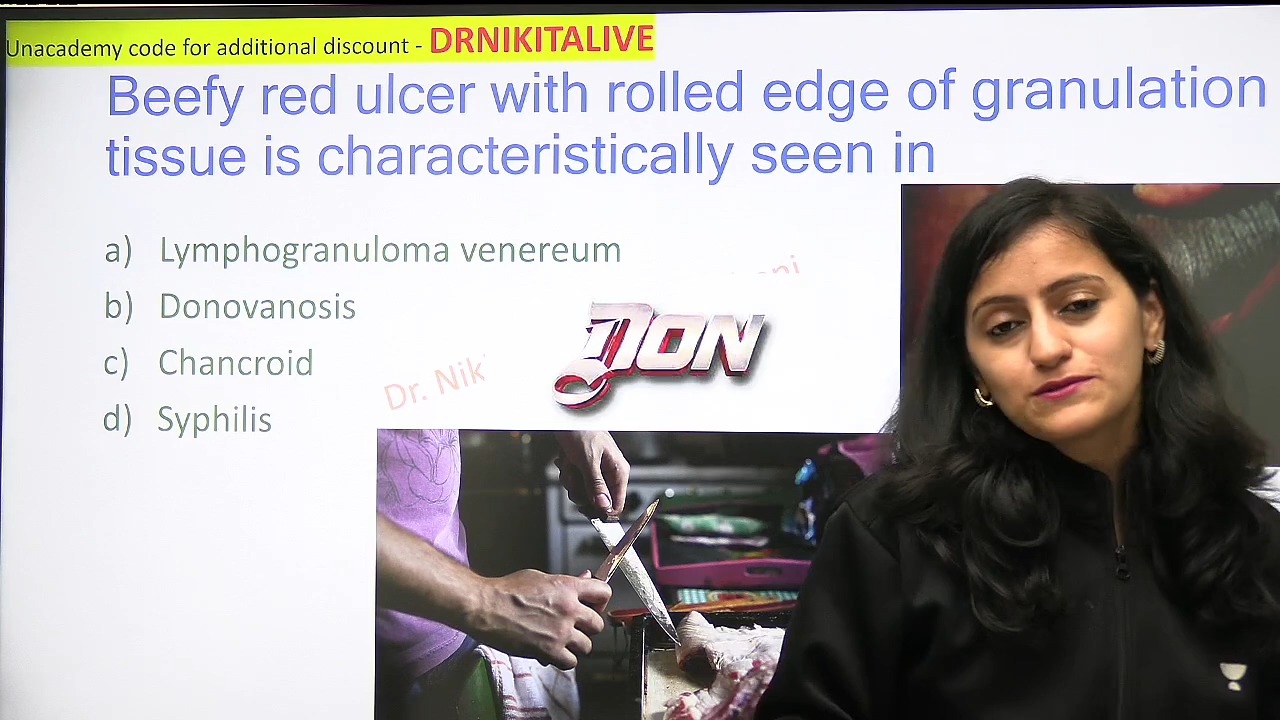 Unacademy code for additional discount - DRNIKITALIVE
Beefy red ulcer with rolled edge of granulation
tissue is characteristically seen in
a) Lymphogranuloma venereum
b) Donovanosis
c) Chancroid
d) Syphilis
Dr. Nik
DON